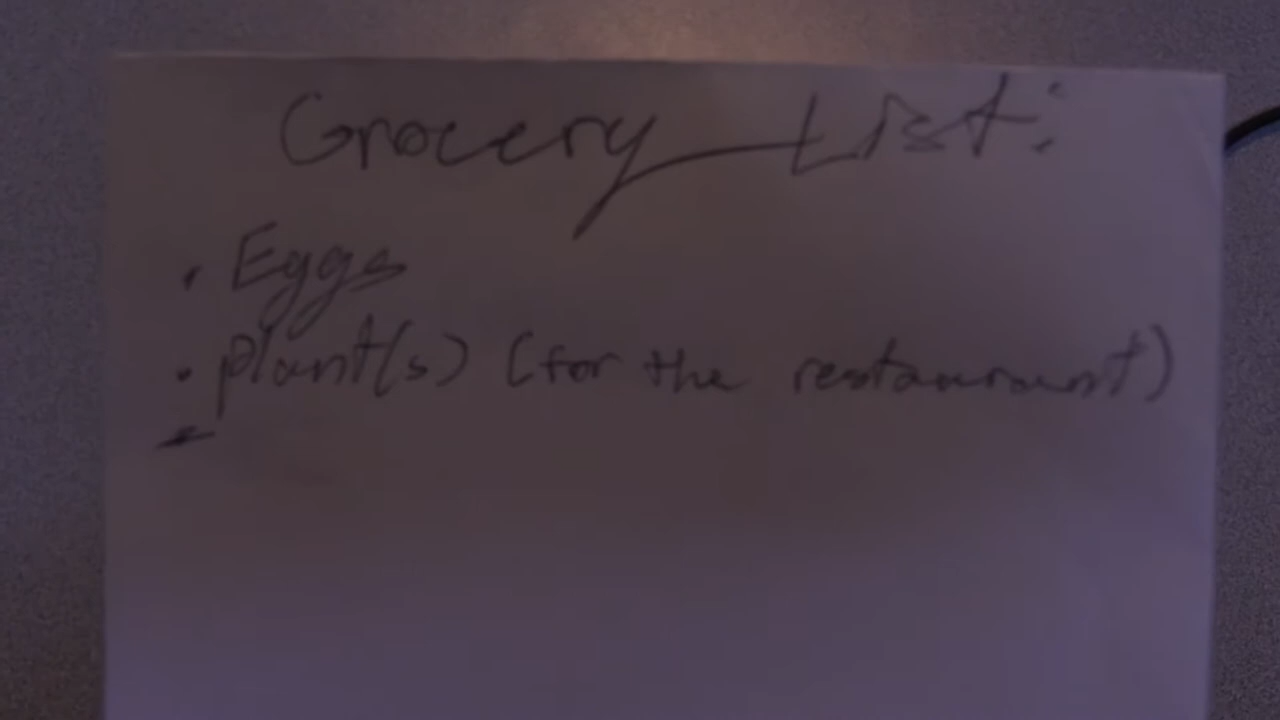 Grocery List:
. Eggs
. plant(s) (for the restaurant)